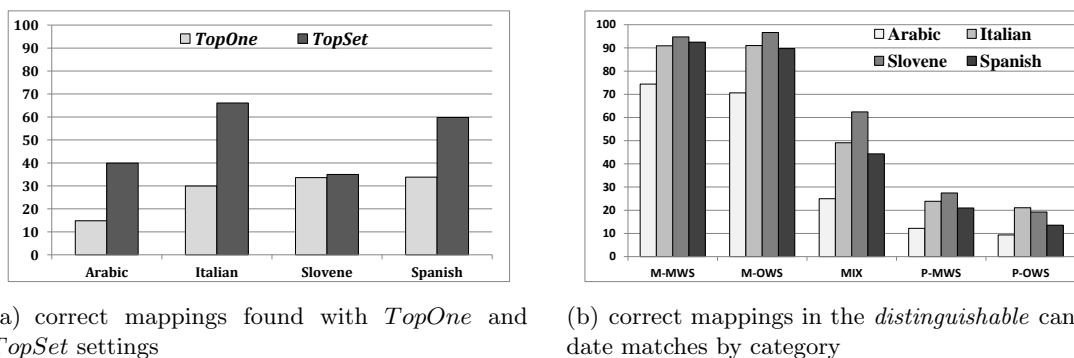 100
90
80
70
60
50
40
30
20
10
0
TopOne TopSet
Arabic Italian Slovene Spanish
a) correct mappings found with TopOne and
TopSet settings
100
90
80
70
60
50
40
30
20
10
0
Arabic Italian
Slovene Spanish
M-MWS M-OWS MIX P-MWS P-OWS
(b) correct mappings in the distinguishable can
date matches by category